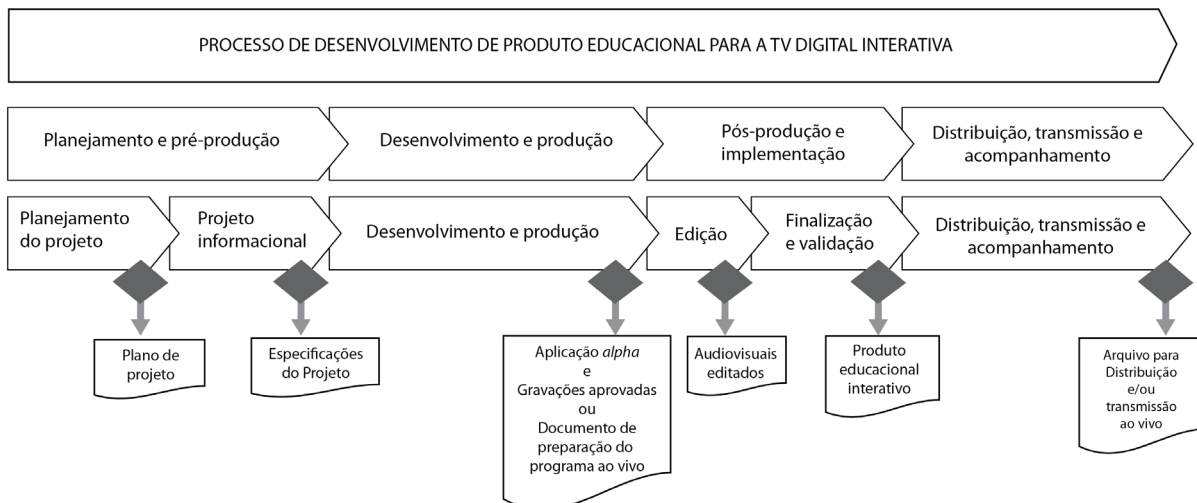 PROCESSO DE DESENVOLVIMENTO DE PRODUTO EDUCACIONAL PARA A TV DIGITAL INTERATIVA
Planejamento e pré-produção
Desenvolvimento e produção
Pós-produção e
implementação
Distribuição, transmissão e
acompanhamento
Planejamento
do projeto
Projeto
informacional
Desenvolvimento e produção
Edição
Finalização
e validação
Distribuição, transmissão e
acompanhamento
Plano de
projeto
Especificações
do Projeto
Aplicação alpha
e
Gravações aprovadas
ou
Documento de
preparação do
programa ao vivo
Audiovisuais
editados
Produto
educacional
interativo
Arquivo para
Distribuição
e/ou
transmissão
ao vivo